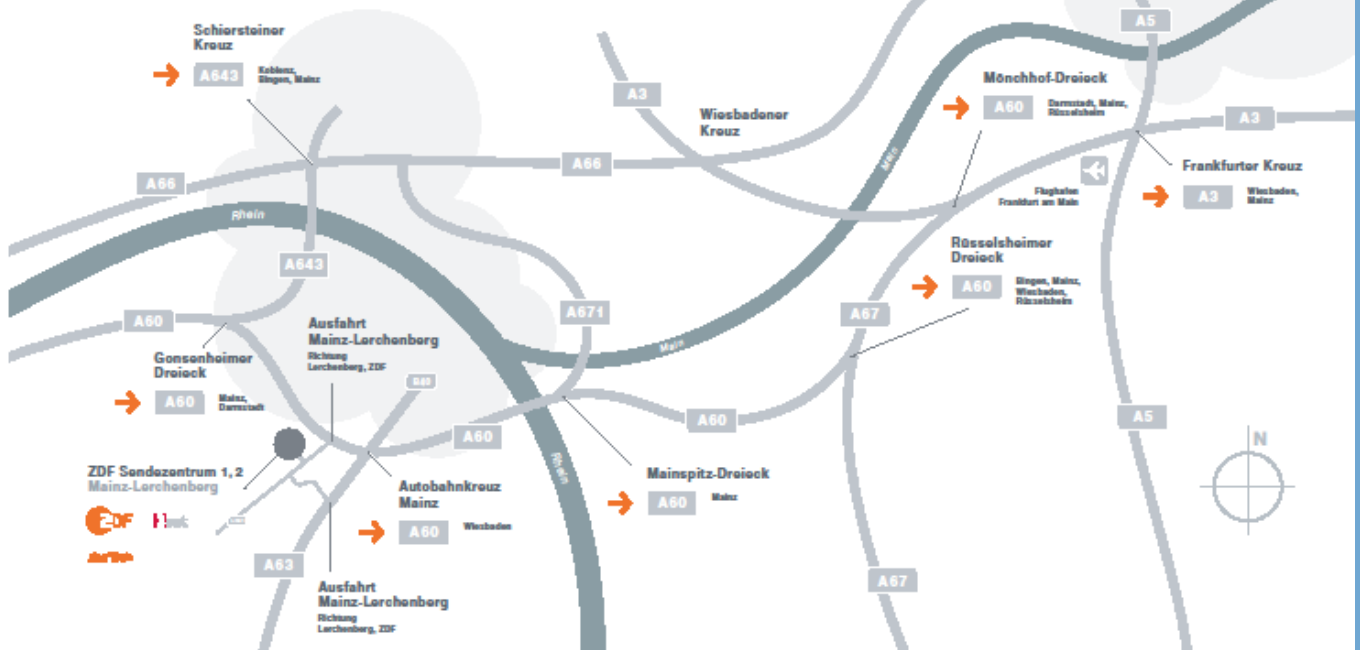 Schiersteiner
Kreuz
A643
Koblenz,
Bingen, Mainz
A5
A3
Wiesbadener
Kreuz
Mönchhof-Dreieck
A60
Darmstadt, Mainz,
Rüsselsheim
A3
A66
A66
Main
Flughafen
Frankfurt am Main
Frankfurter Kreuz
A3
Wiesbaden,
Mainz
Rhein
A643
Rüsselsheimer
Dreieck
A60
Bingen, Mainz,
Wiesbaden,
Rüsselsheim
A60
A671
A67
Ausfahrt
Mainz-Lerchenberg
Richtung
Lerchenberg, ZDF
Main
Gonsenheimer
Dreieck
A60
Mainz,
Darmstadt
A60
A60
A5
N
Rhein
ZDF Sendezentrum 1, 2
Mainz-Lerchenberg
ZDF
Autobahnkreuz
Mainz
A60
Wiesbaden
Mainspitz-Dreieck
A60
Mainz
A63
A67
Ausfahrt
Mainz-Lerchenberg
Richtung
Lerchenberg, ZDF